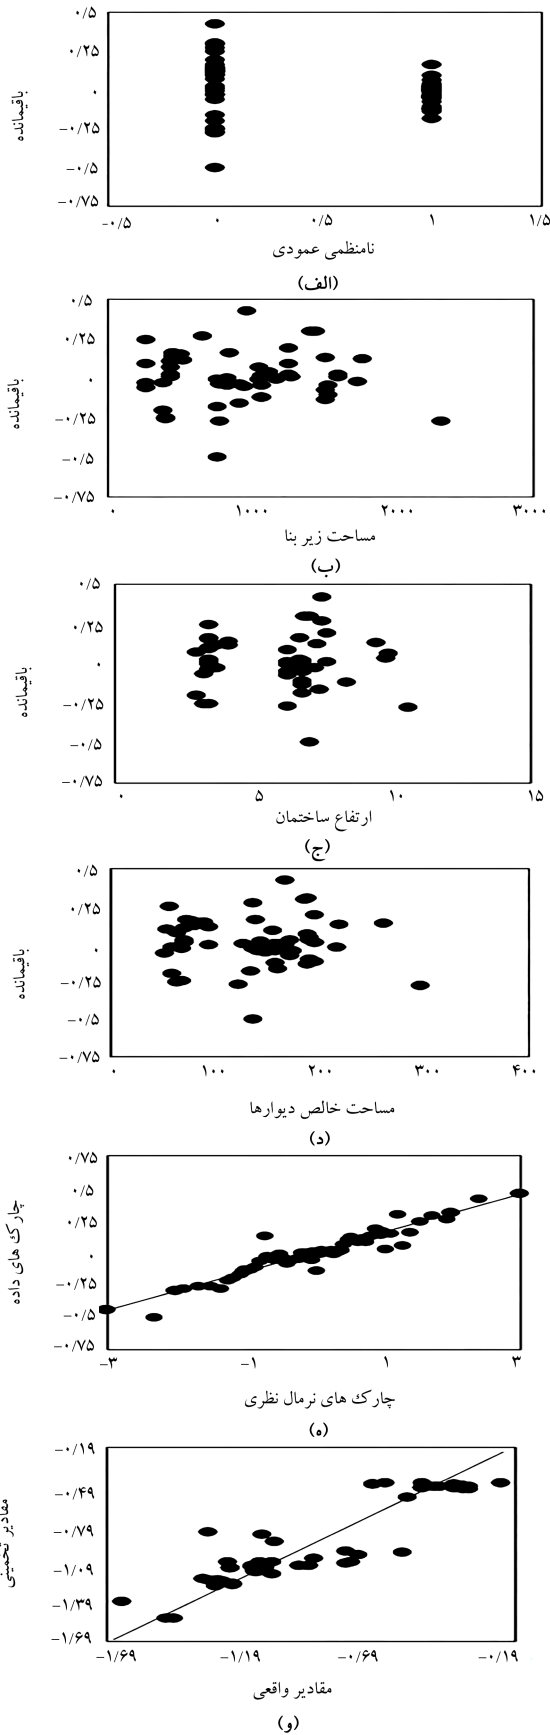 ۰/۵
۰/۲۵
۰
−۰/۲۵
−۰/۵
−۰/۷۵
باقیمانده
−۰/۵ ۰ ۰/۵ ۱ ۱/۵
نامنظمی عمودی
(الف)
۰/۵
۰/۲۵
۰
−۰/۲۵
−۰/۵
−۰/۷۵
باقیمانده
۰ ۱۰۰۰ ۲۰۰۰ ۳۰۰۰
مساحت زیر بنا
(ب)
۰/۵
۰/۲۵
۰
−۰/۲۵
−۰/۵
−۰/۷۵
باقیمانده
۰ ۵ ۱۰ ۱۵
ارتفاع ساختمان
(ج)
۰/۵
۰/۲۵
۰
−۰/۲۵
−۰/۵
−۰/۷۵
باقیمانده
۰ ۱۰۰ ۲۰۰ ۳۰۰ ۴۰۰
مساحت خالص دیوارها
(د)
۰/۷۵
۰/۵
۰/۲۵
۰
−۰/۲۵
−۰/۵
−۰/۷۵
چارک های داده
−۳ −۱ ۱ ۳
چارک های نرمال نظری
(ه)
−۰/۱۹
−۰/۴۹
−۰/۷۹
−۱/۰۹
−۱/۳۹
−۱/۶۹
مقادیر تخمینی
−۱/۶۹ −۱/۱۹ −۰/۶۹ −۰/۱۹
مقادیر واقعی
(و)